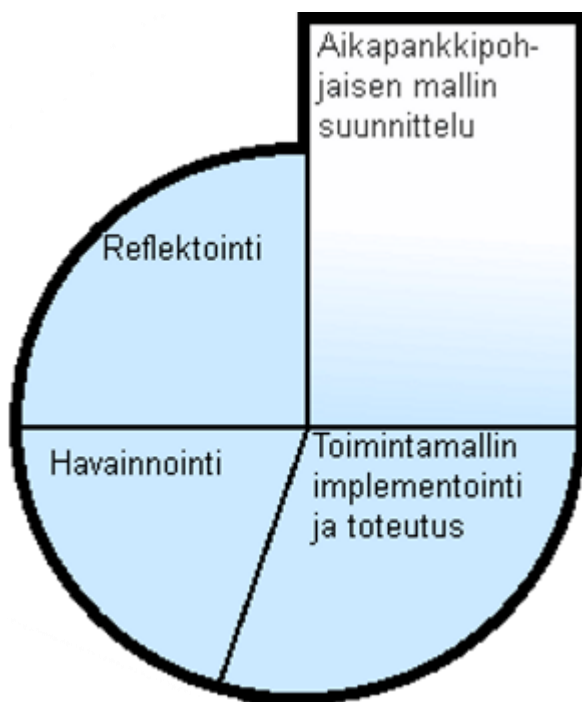 Aikapankkipoh-
jaisen mallin
suunnittelu
Reflektointi
Havainnointi
Toimintamallin
implementointi
ja toteutus